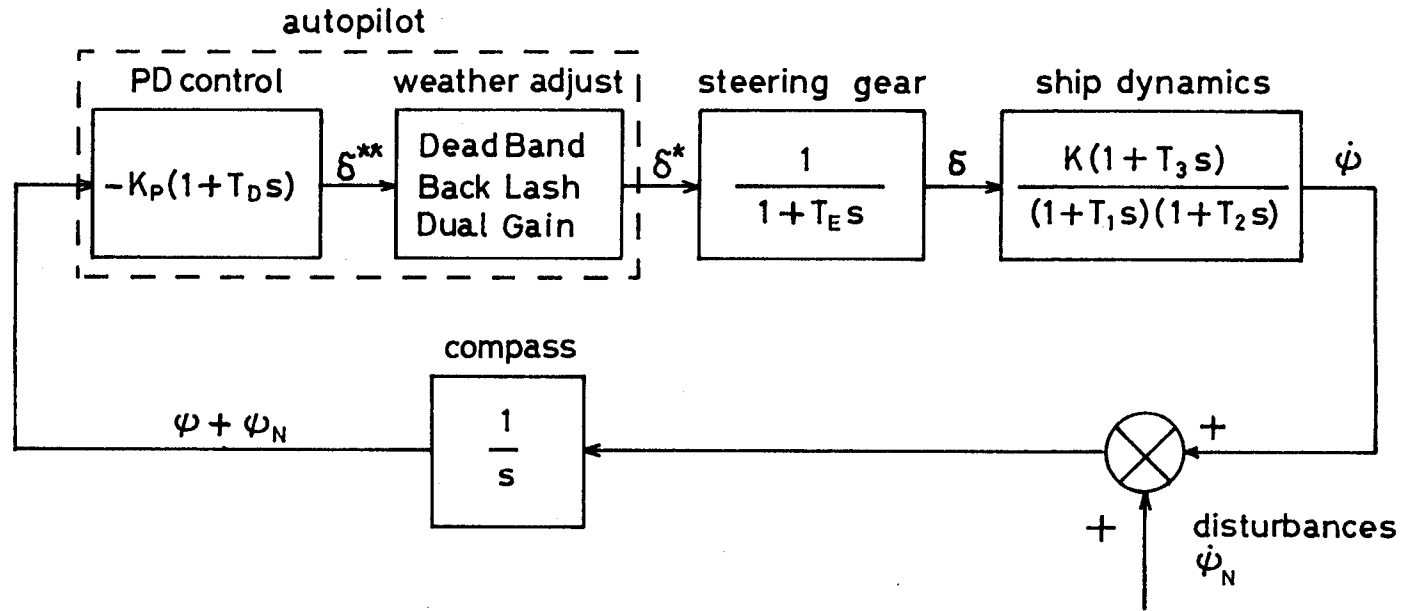 autopilot
PD control
weather adjust
steering gear
ship dynamics
-K_P(1+T_D s)
δ**
Dead Band
Back Lash
Dual Gain
δ*
1
1+T_E s
δ
K(1+T_3 s)
(1+T_1 s)(1+T_2 s)
ψ̇
compass
1
s
ψ + ψ_N
+
+
disturbances
ψ̇_N